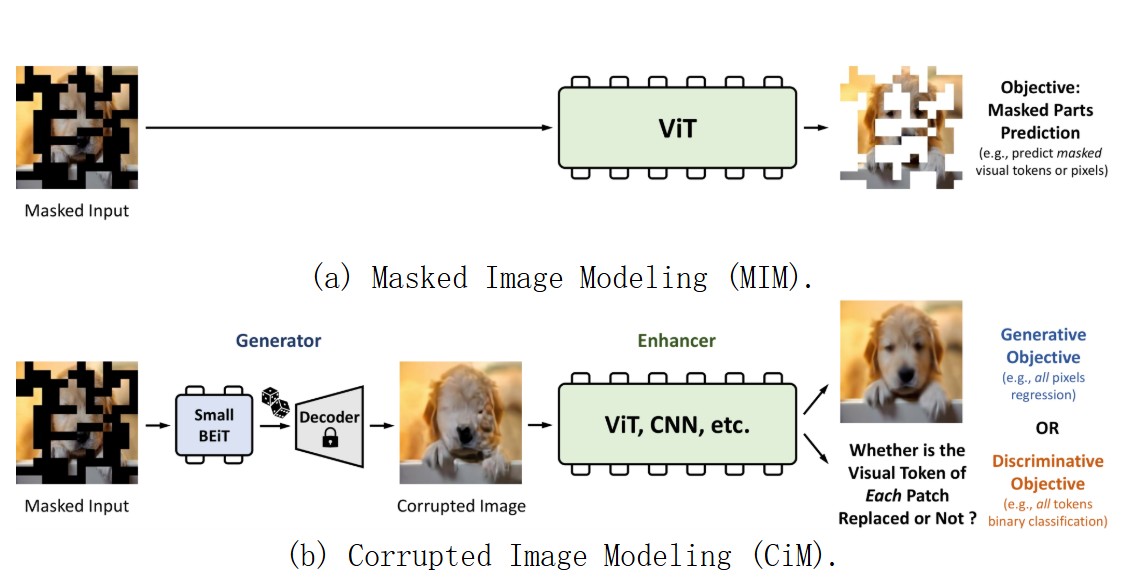 Masked Input
ViT
Objective:
Masked Parts
Prediction
(e.g., predict masked
visual tokens or pixels)
(a) Masked Image Modeling (MIM).
Masked Input
Generator
Small
BEiT
Decoder
Corrupted Image
Enhancer
ViT, CNN, etc.
Generative
Objective
(e.g., all pixels
regression)
OR
Whether is the
Visual Token of
Each Patch
Replaced or Not ?
Discriminative
Objective
(e.g., all tokens
binary classification)
(b) Corrupted Image Modeling (CiM).